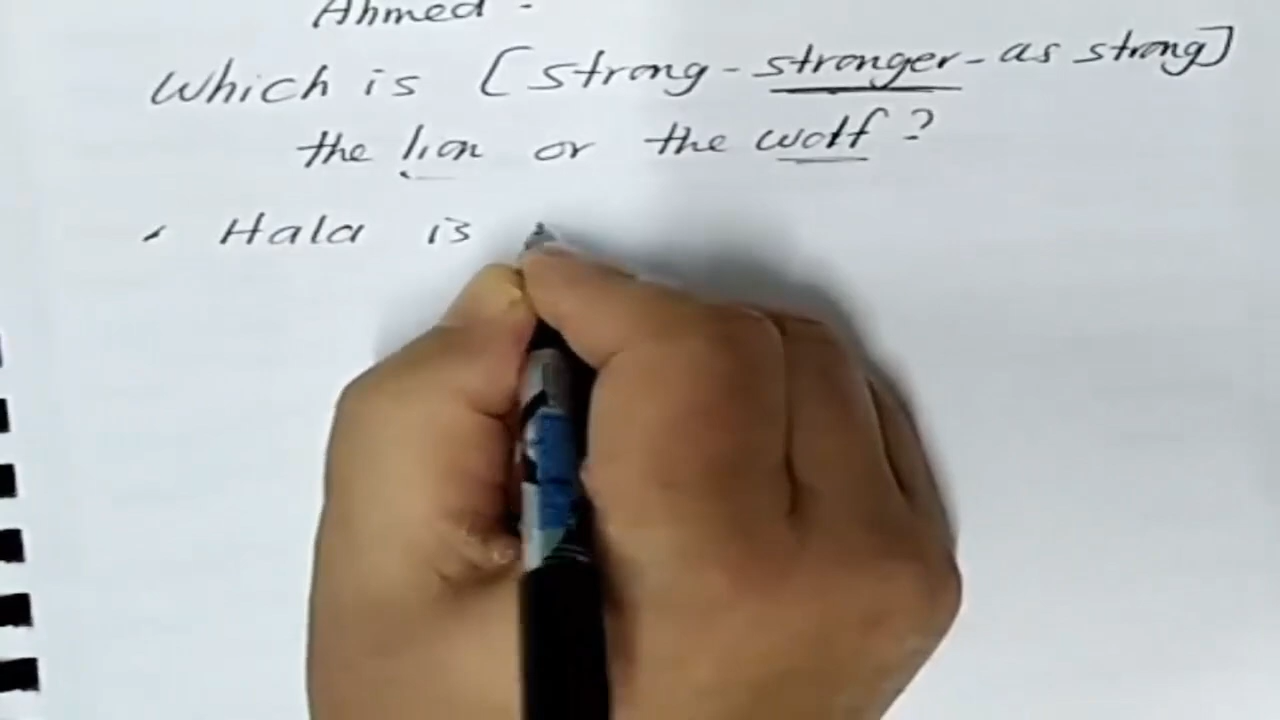 Ahmed.
Which is [strong - stronger - as strong]
the lion or the wolf?
Hala is